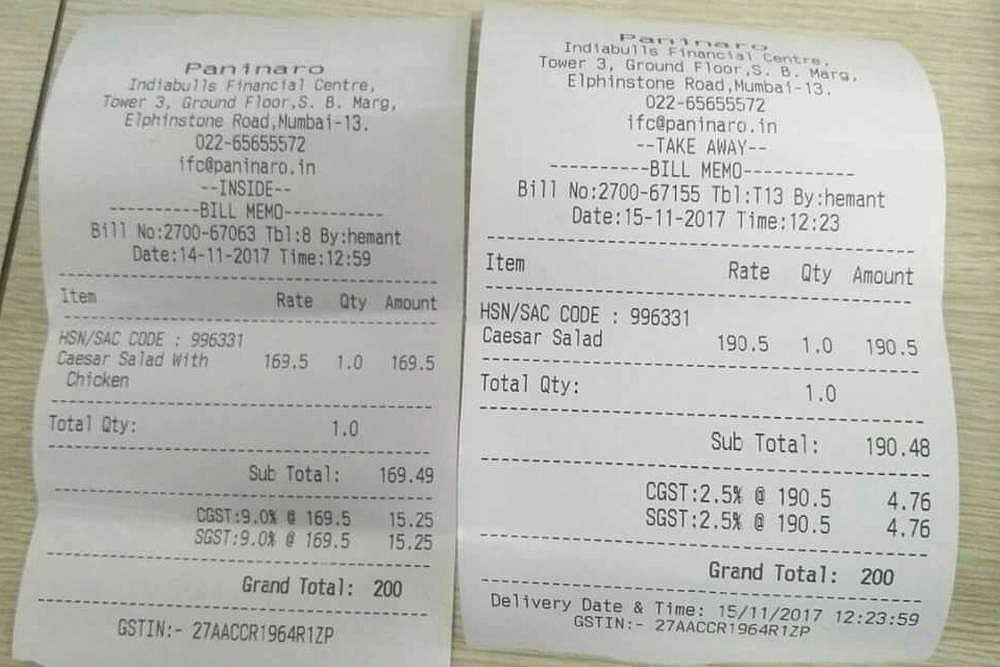 Paninaro
Indiabulls Financial Centre,
Tower 3, Ground Floor,S. B. Marg,
Elphinstone Road,Mumbai-13.
022-65655572
ifc@paninaro.in
--INSIDE--
----------BILL MEMO-----------
Bill No:2700-67063 Tbl:8 By:hemant
Date:14-11-2017 Time:12:59
Item Rate Qty Amount
HSN/SAC CODE : 996331
Caesar Salad With 169.5 1.0 169.5
Chicken
Total Qty: 1.0
Sub Total: 169.49
CGST:9.0% @ 169.5 15.25
SGST:9.0% @ 169.5 15.25
Grand Total: 200
GSTIN:- 27AACCR1964R1ZP
Paninaro
Indiabulls Financial Centre,
Tower 3, Ground Floor,S. B. Marg,
Elphinstone Road,Mumbai-13.
022-65655572
ifc@paninaro.in
--TAKE AWAY--
----------BILL MEMO-----------
Bill No:2700-67155 Tbl:T13 By:hemant
Date:15-11-2017 Time:12:23
Item Rate Qty Amount
HSN/SAC CODE : 996331
Caesar Salad 190.5 1.0 190.5
Total Qty: 1.0
Sub Total: 190.48
CGST:2.5% @ 190.5 4.76
SGST:2.5% @ 190.5 4.76
Grand Total: 200
Delivery Date & Time: 15/11/2017 12:23:59
GSTIN:- 27AACCR1964R1ZP